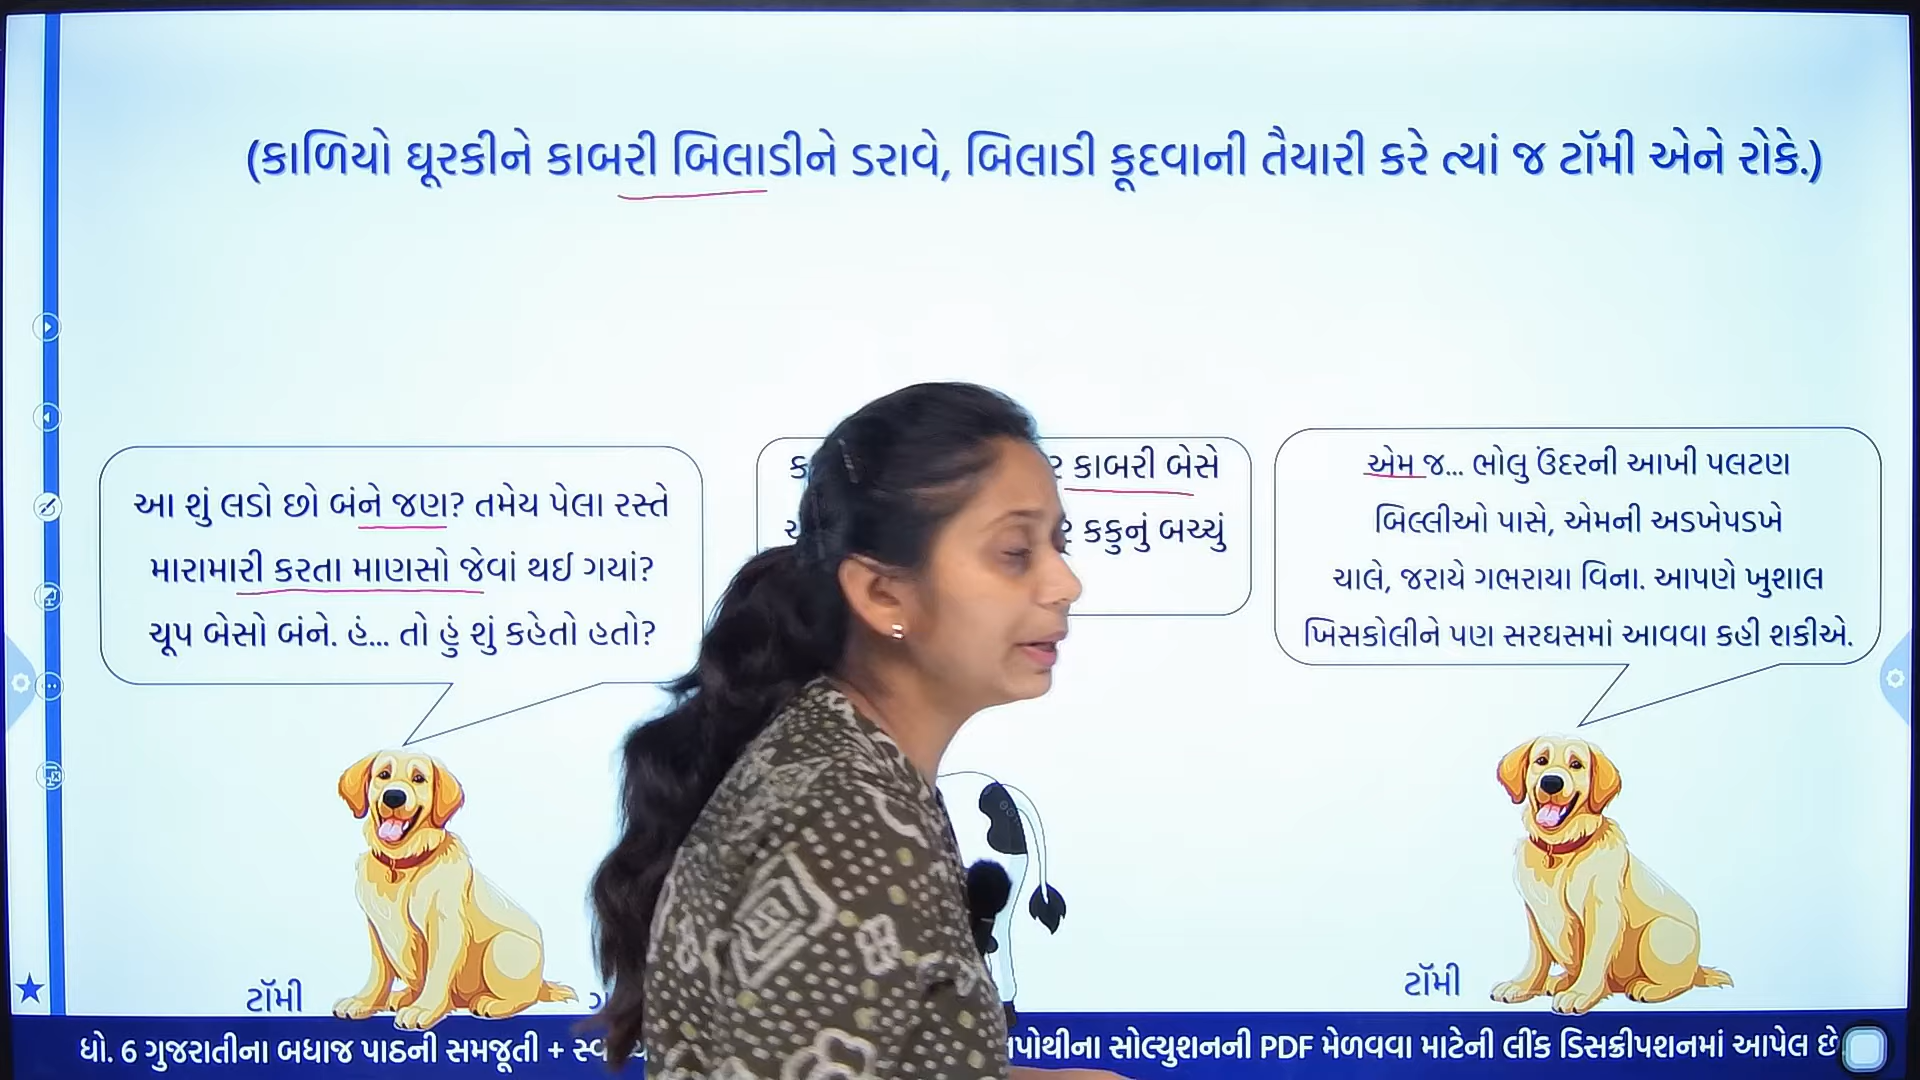 (કાળિયો ઘૂરકીને કાબરી બિલાડીને ડરાવે, બિલાડી કૂદવાની તૈયારી કરે ત્યાં જ ટૉમી એને રોકે.)
આ શું લડો છો બંને જણ? તમેય પેલા રસ્તે
મારામારી કરતા માણસો જેવાં થઈ ગયાં?
ચૂપ બેસો બંને. હં... તો હું શું કહેતો હતો?
કાબરી બેસે
કકુનું બચ્ચું
એમ જ... ભોલુ ઉંદરની આખી પલટણ
બિલ્લીઓ પાસે, એમની અડખેપડખે
ચાલે, જરાયે ગભરાયા વિના. આપણે ખુશાલ
ખિસકોલીને પણ સરઘસમાં આવવા કહી શકીએ.
ટૉમી
ટૉમી
ધો. 6 ગુજરાતીના બધાજ પાઠની સમજૂતી + સોલ્યુશનની PDF મેળવવા માટેની લીંક ડિસક્રીપશનમાં આપેલ છે